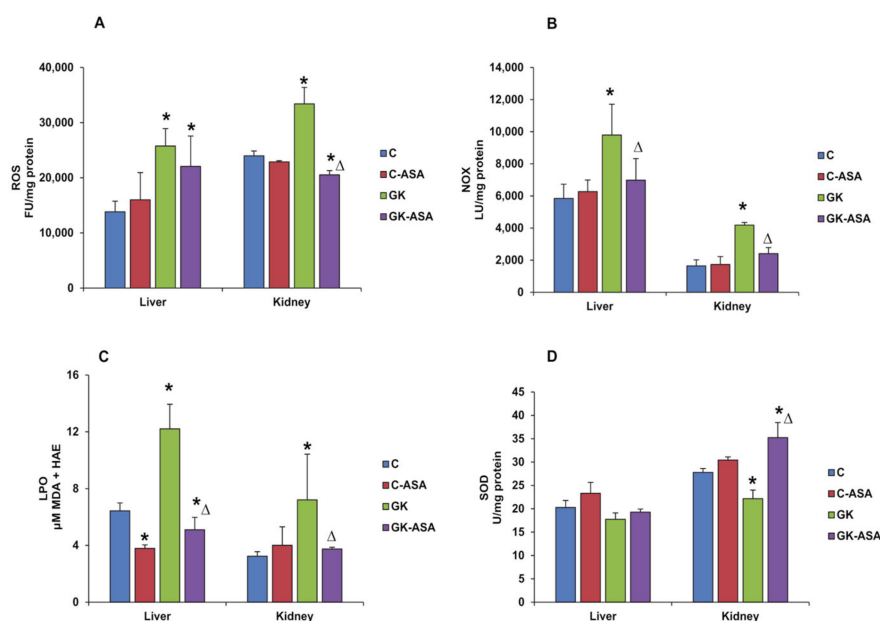 A
ROS
FU/mg protein
40,000
30,000
20,000
10,000
0
*
*
*
*Δ
Liver
Kidney
C
C-ASA
GK
GK-ASA
B
NOX
LU/mg protein
14,000
12,000
10,000
8,000
6,000
4,000
2,000
0
*
Δ
*
Δ
Liver
Kidney
C
C-ASA
GK
GK-ASA
C
LPO
µM MDA + HAE
16
12
8
4
0
*
*
*Δ
*
Δ
Liver
Kidney
C
C-ASA
GK
GK-ASA
D
SOD
U/mg protein
45
40
35
30
25
20
15
10
5
0
*
*Δ
Liver
Kidney
C
C-ASA
GK
GK-ASA